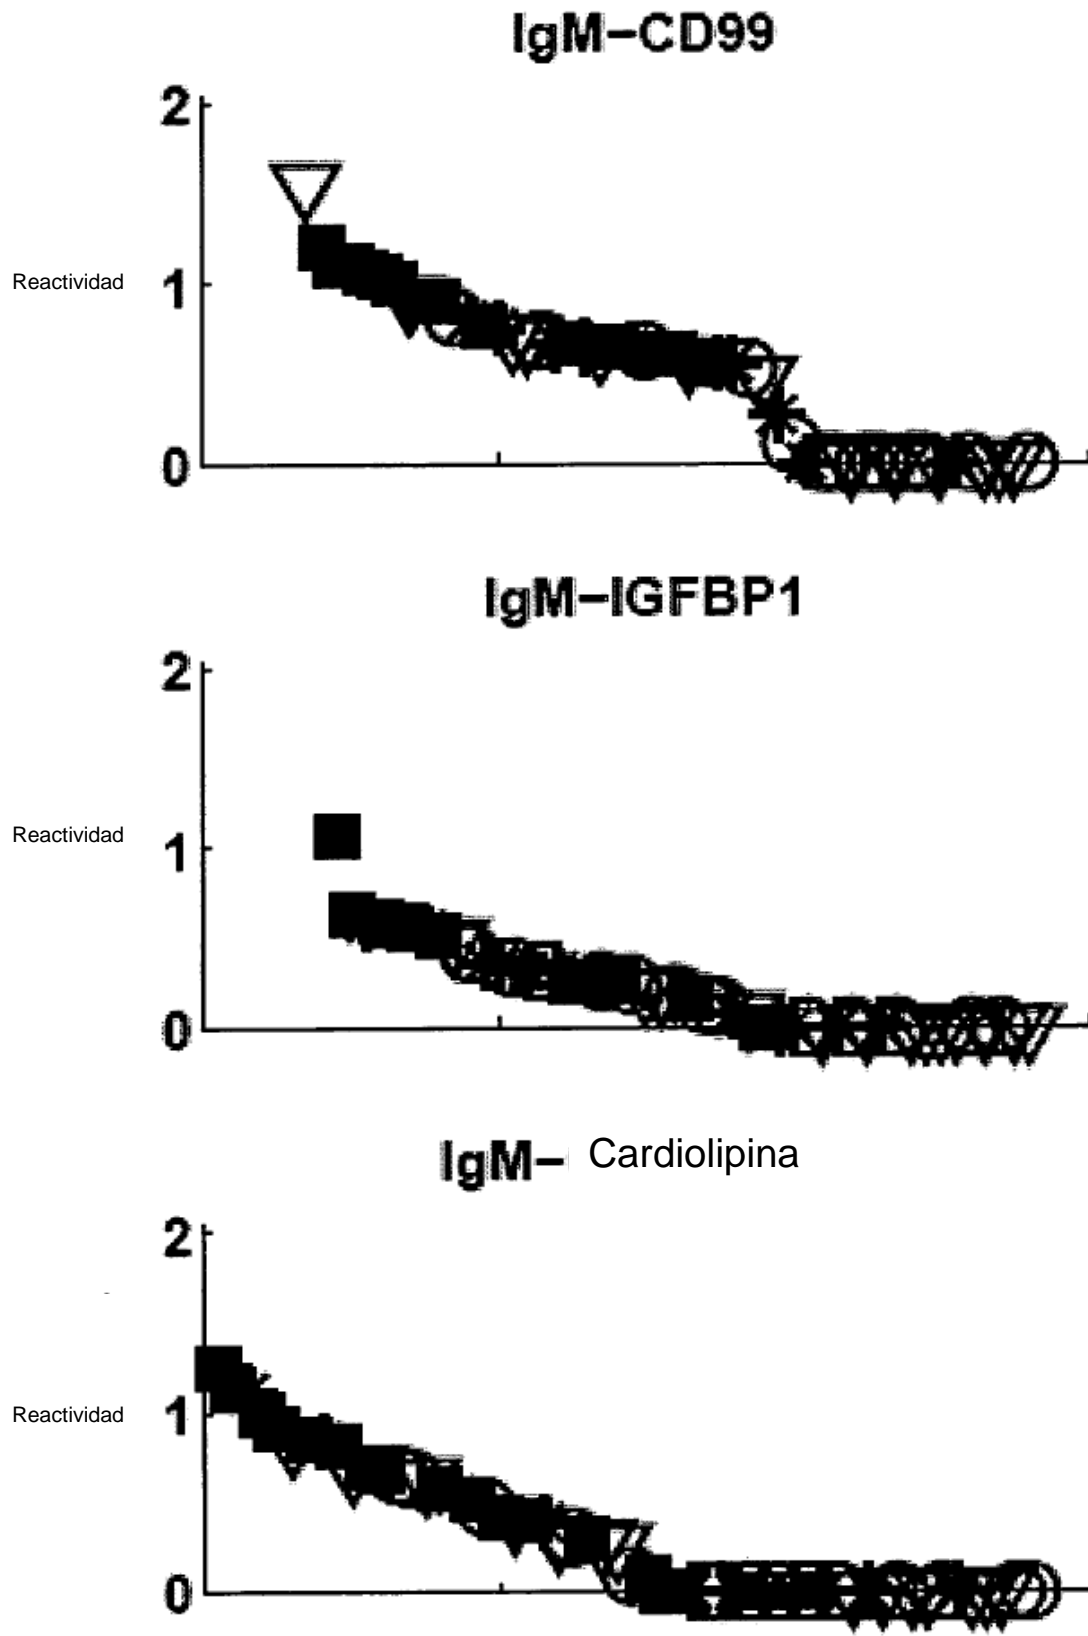 IgM–CD99
2
Reactividad 1
0
IgM–IGFBP1
2
Reactividad 1
0
IgM– Cardiolipina
2
Reactividad 1
0